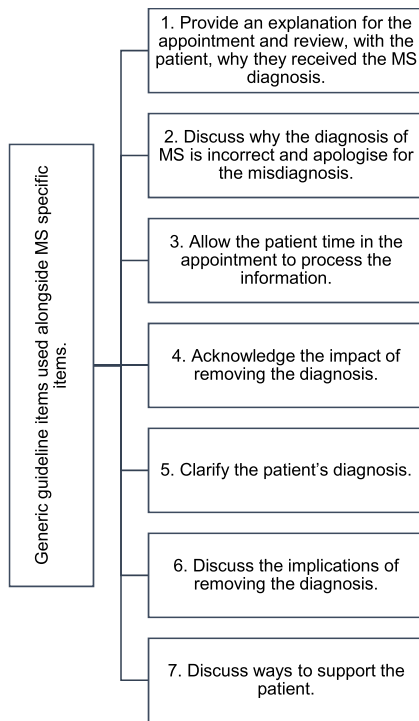 Generic guideline items used alongside MS specific
items.
1. Provide an explanation for the
appointment and review, with the
patient, why they received the MS
diagnosis.
2. Discuss why the diagnosis of
MS is incorrect and apologise for
the misdiagnosis.
3. Allow the patient time in the
appointment to process the
information.
4. Acknowledge the impact of
removing the diagnosis.
5. Clarify the patient’s diagnosis.
6. Discuss the implications of
removing the diagnosis.
7. Discuss ways to support the
patient.